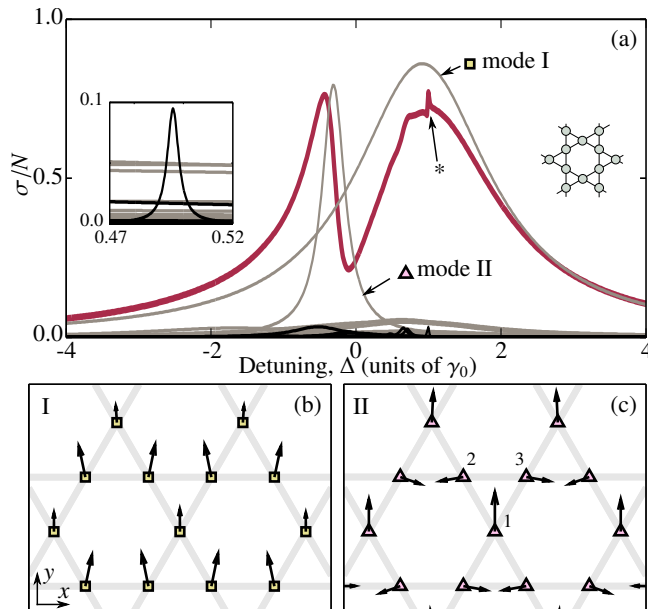 1.0
(a)
mode I
0.1
σ/N
0.5
*
0.0
0.47
0.52
mode II
0.0
-4
-2
0
2
4
Detuning, Δ (units of γ₀)
I
(b)
y
x
II
(c)
2
3
1